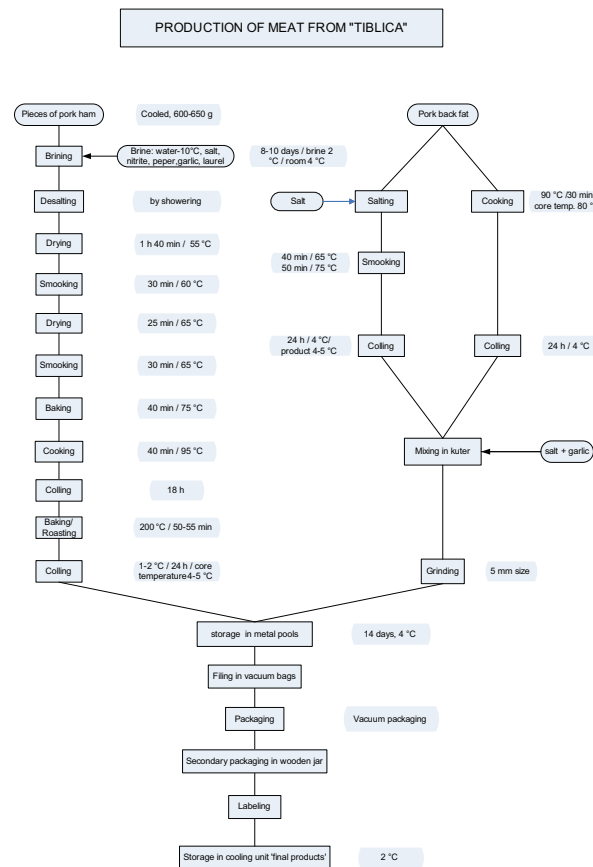 PRODUCTION OF MEAT FROM "TIBLICA"
Pieces of pork ham
Cooled, 600-650 g
Pork back fat
Brining
Brine: water-10°C, salt,
nitrite, peper,garlic, laurel
8-10 days / brine 2
°C / room 4 °C
Desalting
by showering
Salt
Salting
Cooking
90 °C /30 min
core temp. 80 °
Drying
1 h 40 min / 55 °C
Smooking
30 min / 60 °C
40 min / 65 °C
50 min / 75 °C
Smooking
Drying
25 min / 65 °C
24 h / 4 °C/
product 4-5 °C
Colling
Colling
24 h / 4 °C
Smooking
30 min / 65 °C
Baking
40 min / 75 °C
Cooking
40 min / 95 °C
Mixing in kuter
salt + garlic
Colling
18 h
Baking/
Roasting
200 °C / 50-55 min
Colling
1-2 °C / 24 h / core
temperature4-5 °C
Grinding
5 mm size
storage in metal pools
14 days, 4 °C
Filing in vacuum bags
Packaging
Vacuum packaging
Secondary packaging in wooden jar
Labeling
Storage in cooling unit 'final products'
2 °C